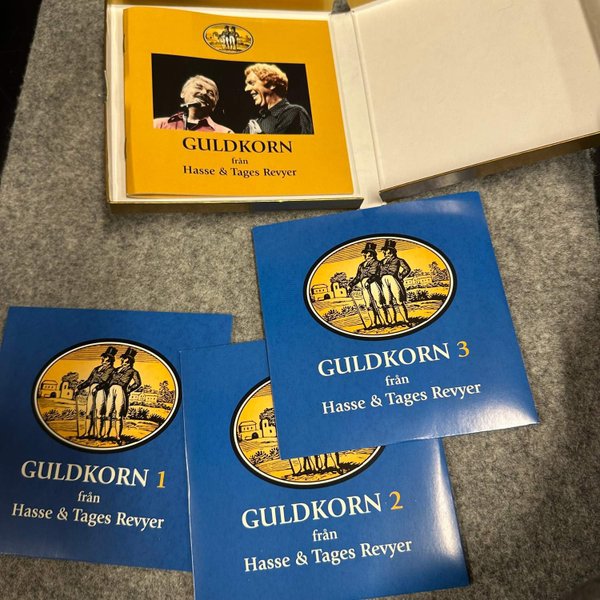 GULDKORN
från
Hasse & Tages Revyer
GULDKORN 3
från
Hasse & Tages Revyer
GULDKORN 1
från
Hasse & Tages Revyer
GULDKORN 2
från
Hasse & Tages Revyer